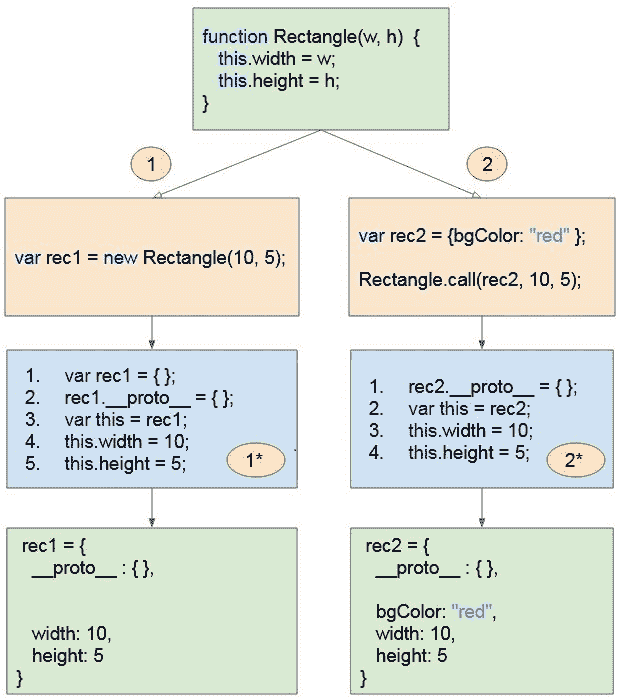 function Rectangle(w, h) {
this.width = w;
this.height = h;
}
1
2
var rec1 = new Rectangle(10, 5);
var rec2 = {bgColor: "red" };
Rectangle.call(rec2, 10, 5);
1. var rec1 = { };
2. rec1.__proto__ = { };
3. var this = rec1;
4. this.width = 10;
5. this.height = 5;
1*
1. rec2.__proto__ = { };
2. var this = rec2;
3. this.width = 10;
4. this.height = 5;
2*
rec1 = {
__proto__ : { },
width: 10,
height: 5
}
rec2 = {
__proto__ : { },
bgColor: "red",
width: 10,
height: 5
}